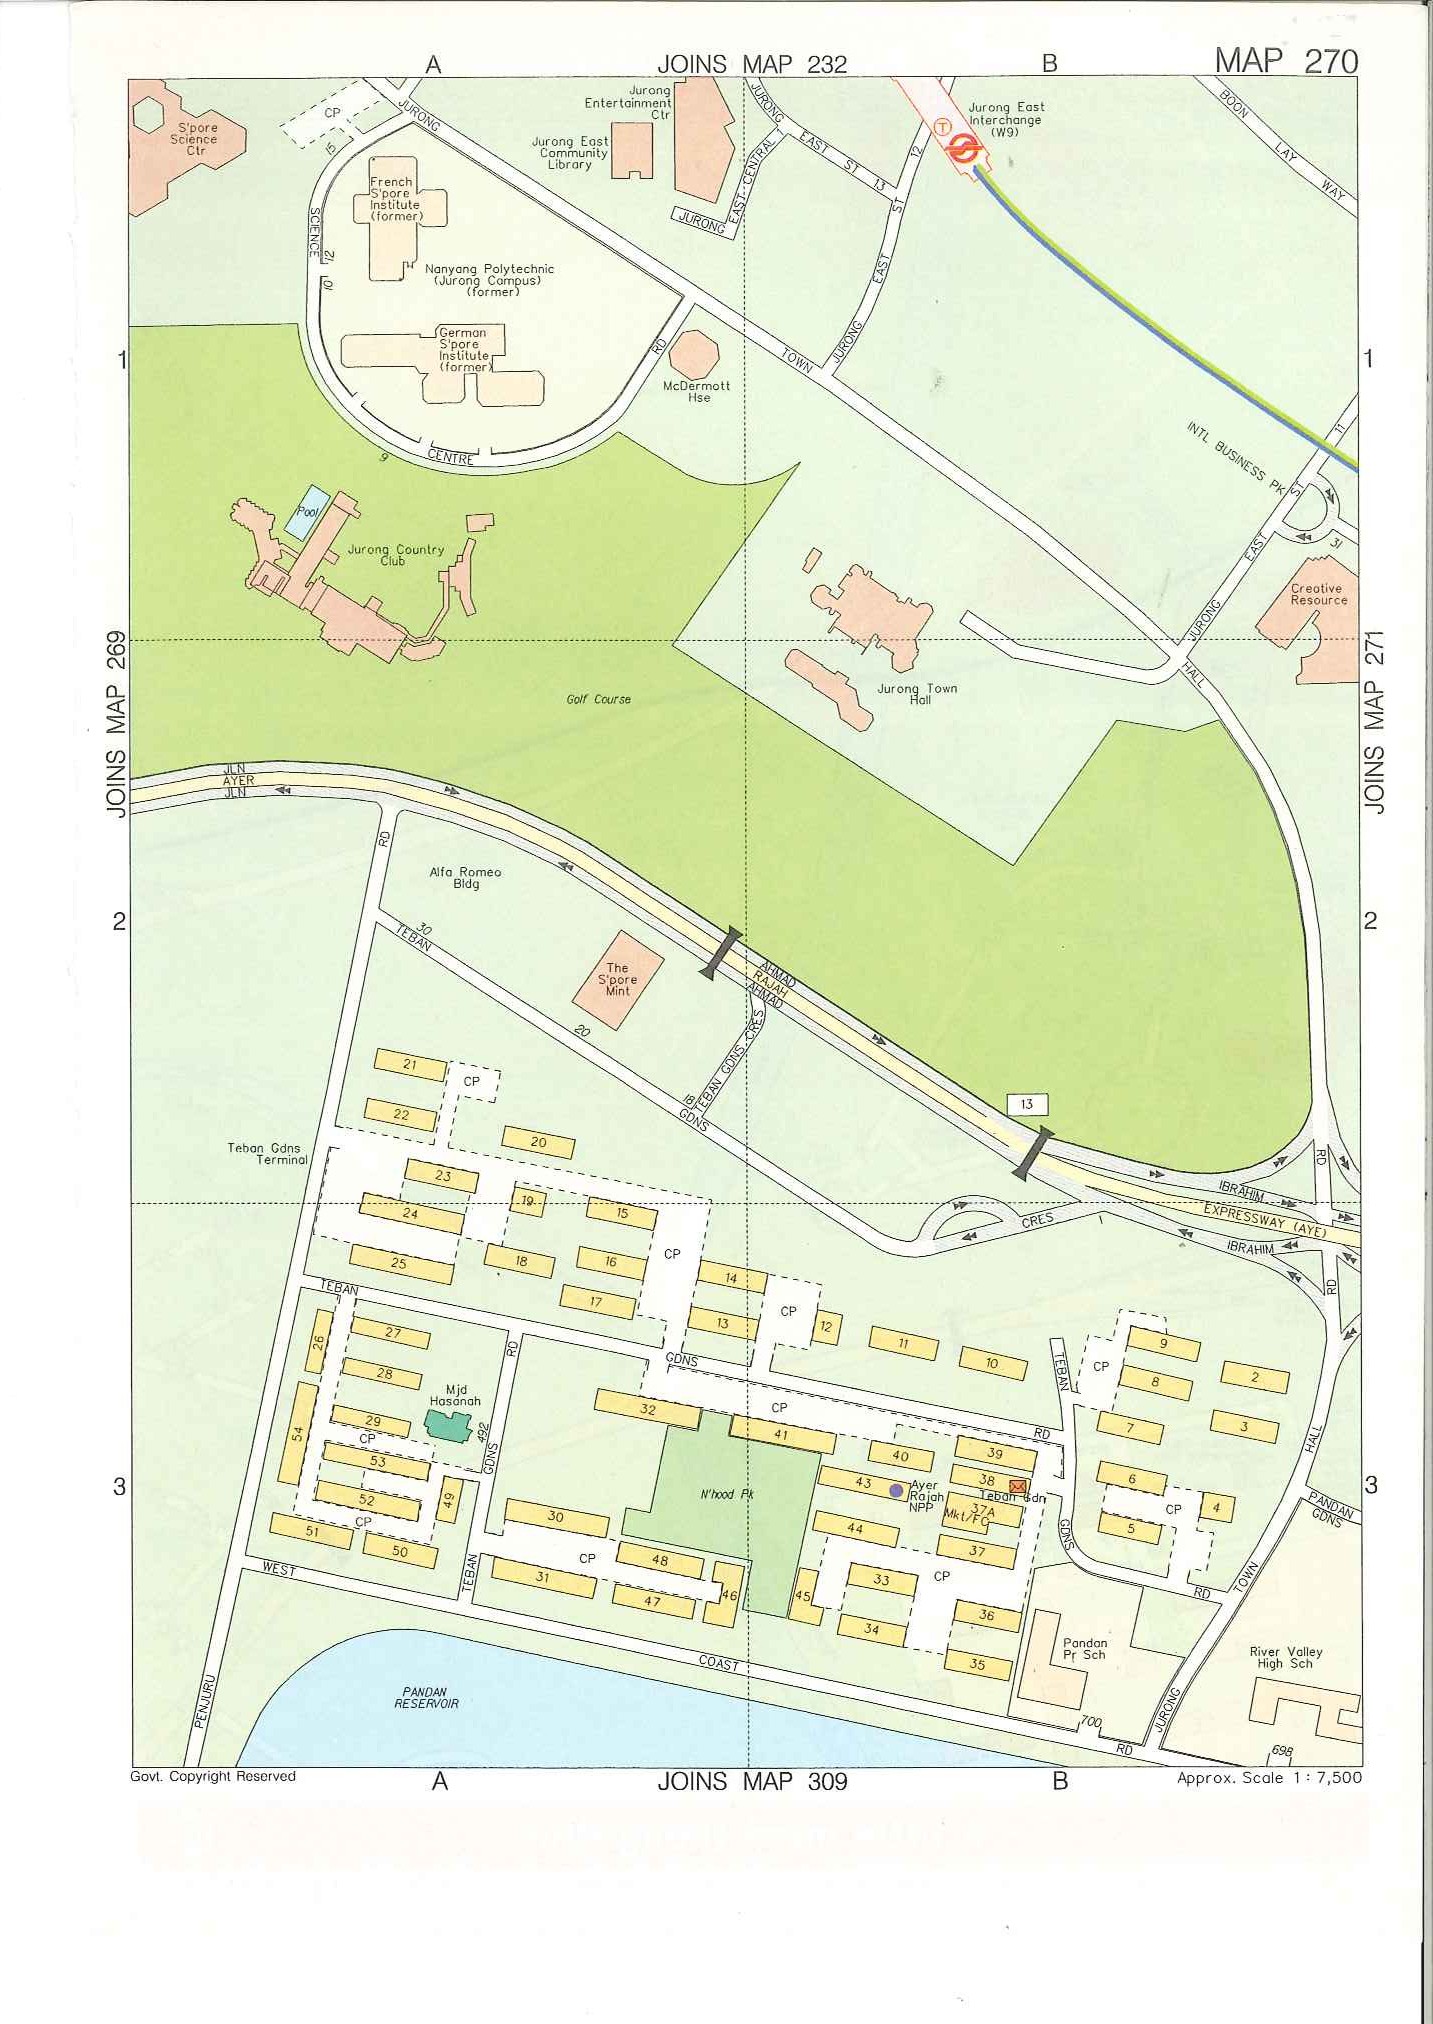 A
JOINS MAP 232
B
MAP 270
S'pore
Science
Ctr
CP
JURONG
15
Jurong
Entertainment
Ctr
Jurong East
Community
Library
JURONG
EAST ST 13
EAST CENTRAL
JURONG
12
ST
EAST
JURONG
T
Jurong East
Interchange
(W9)
BOON
LAY
WAY
French
S'pore
Institute
(former)
SCIENCE
12
10
Nanyang Polytechnic
(Jurong Campus)
(former)
German
S'pore
Institute
(former)
RD
McDermott
Hse
TOWN
1
1
CENTRE
9
INTL BUSINESS PK
11
ST
EAST
JURONG
31
Creative
Resource
Pool
Jurong Country
Club
JOINS MAP 269
JOINS MAP 271
Golf Course
Jurong Town
Hall
HALL
JLN
AYER
JLN
RD
Alfa Romeo
Bldg
2
2
30
TEBAN
The
S'pore
Mint
AHMAD
RAJAH
AHMAD
20
TEBAN GDNS CRES
18
GDNS
13
21
CP
22
20
Teban Gdns
Terminal
23
19
24
15
25
18
16
CP
17
14
13
CP
12
11
10
CRES
1
RD
IBRAHIM
EXPRESSWAY (AYE)
IBRAHIM
RD
TEBAN
26
27
28
29
RD
GDNS
Mjd
Hasanah
492
54
CP
53
52
49
CP
51
50
GDNS
TEBAN
32
CP
41
RD
TEBAN
CP
9
8
2
7
3
6
CP
4
5
3
3
HALL
PANDAN
GDNS
N'hood Pk
40
39
43
38
Ayer
Rajah
NPP
Teban Gdn
37A
Mkt/FC
44
37
30
CP
48
31
47
46
45
33
CP
34
36
35
GDNS
RD
TOWN
JURONG
Pandan
Pr Sch
River Valley
High Sch
WEST
COAST
700
RD
698
PENJURU
PANDAN
RESERVOIR
Govt. Copyright Reserved
A
JOINS MAP 309
B
Approx. Scale 1 : 7,500